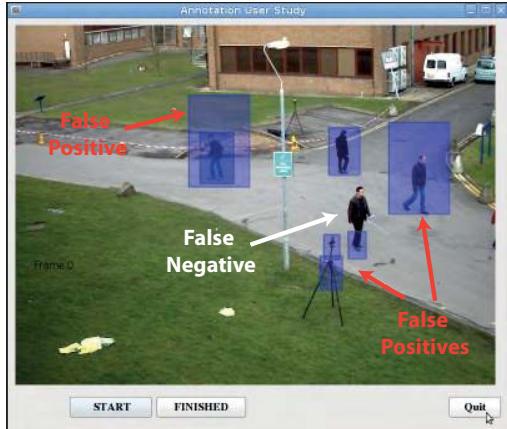 Annotation User Study
False
Positive
False
Negative
Frame 0
False
Positives
START
FINISHED
Quit